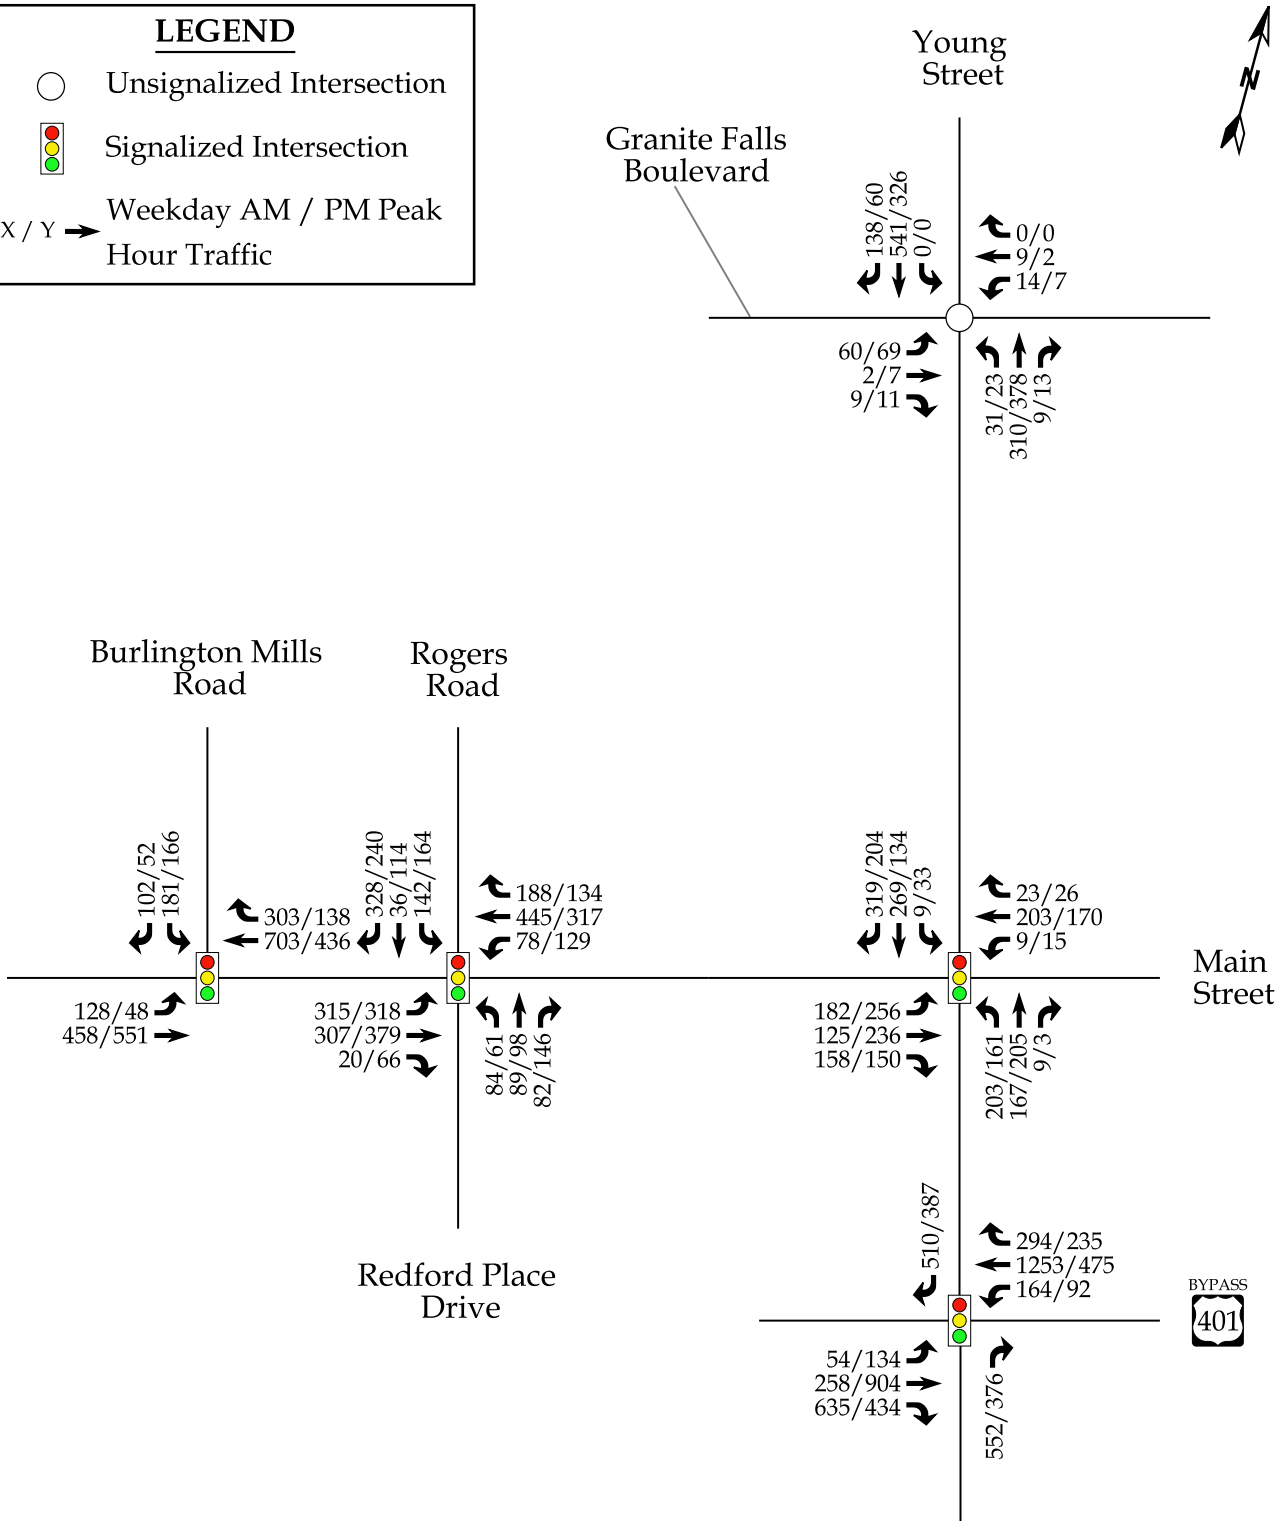 LEGEND
Unsignalized Intersection
Signalized Intersection
X / Y
Weekday AM / PM Peak
Hour Traffic
Young
Street
N
Granite Falls
Boulevard
138/60
541/326
0/0
0/0
9/2
14/7
60/69
2/7
9/11
31/23
310/378
9/13
Burlington Mills
Road
Rogers
Road
102/52
181/166
303/138
703/436
128/48
458/551
328/240
36/114
142/164
188/134
445/317
78/129
315/318
307/379
20/66
84/61
89/98
82/146
319/204
269/134
9/33
23/26
203/170
9/15
182/256
125/236
158/150
203/161
167/205
9/3
Main
Street
Redford Place
Drive
510/387
294/235
1253/475
164/92
54/134
258/904
635/434
552/376
BYPASS
401